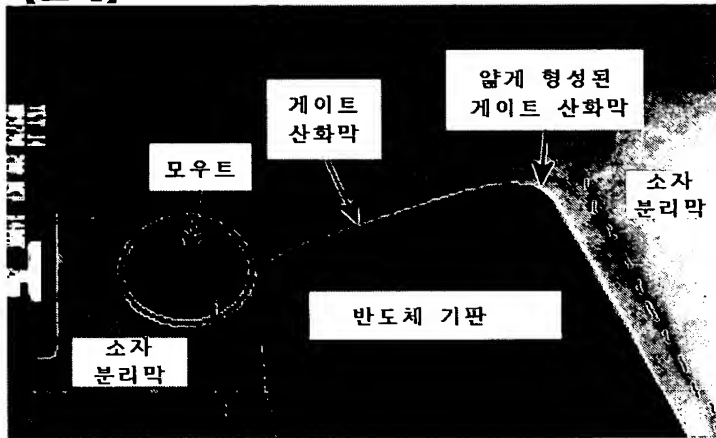 얇게 형성된
게이트 산화막
게이트
산화막
모우트
소자
분리막
반도체 기판
소자
분리막